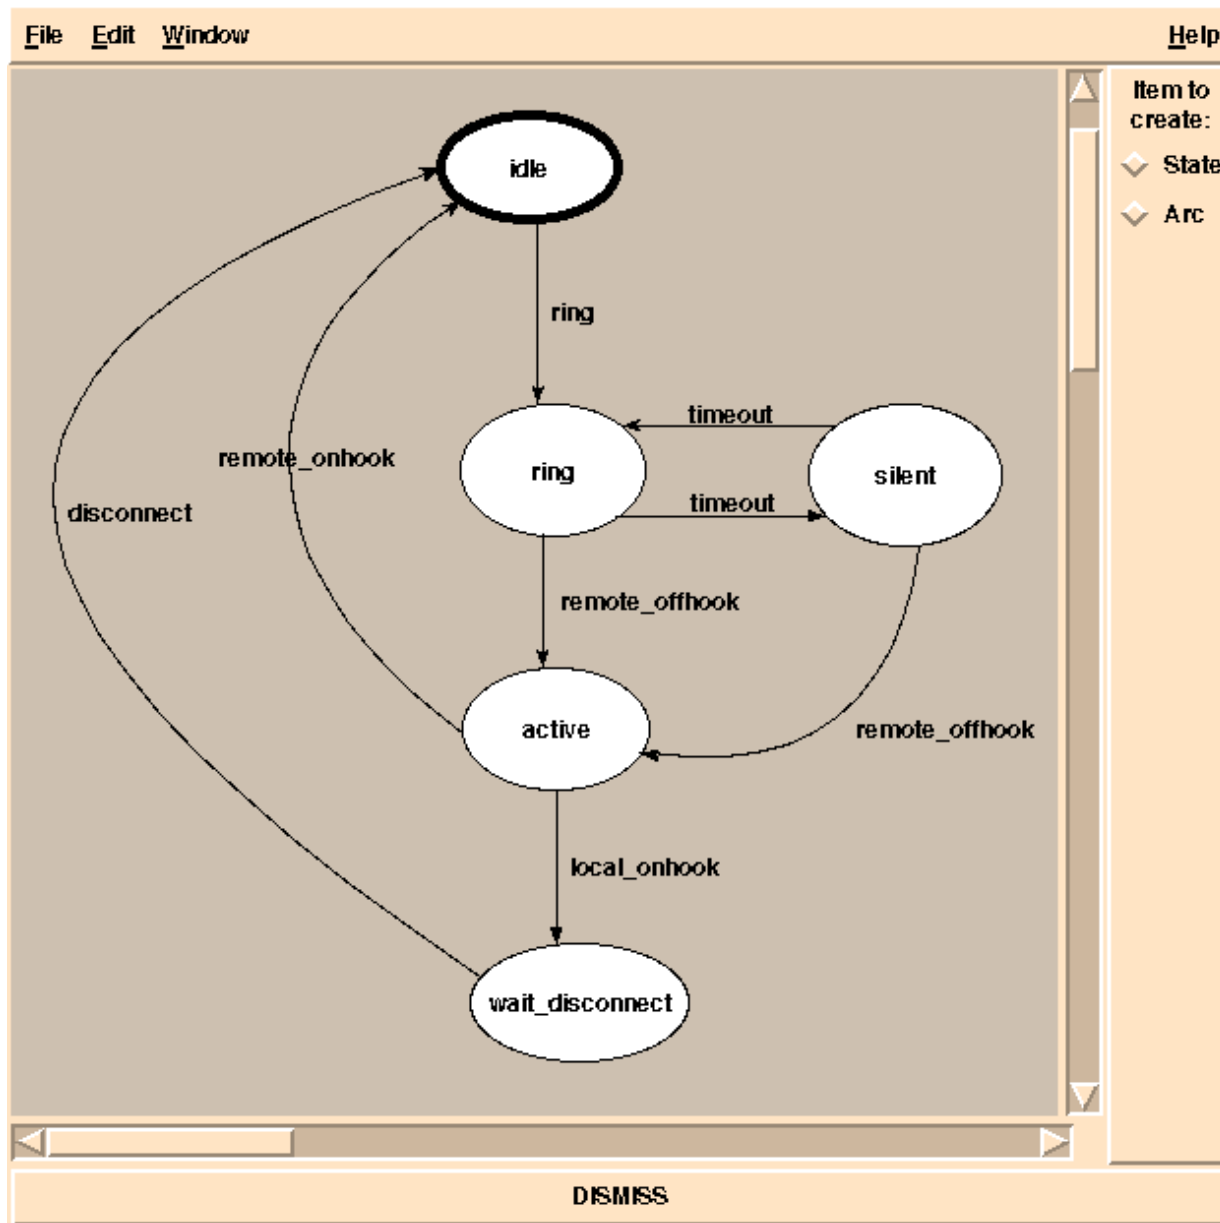 File Edit Window Help
Item to
create:
State
Arc
idle
ring
timeout
ring
silent
timeout
remote_onhook
disconnect
remote_offhook
active
remote_offhook
local_onhook
wait_disconnect
DISMISS